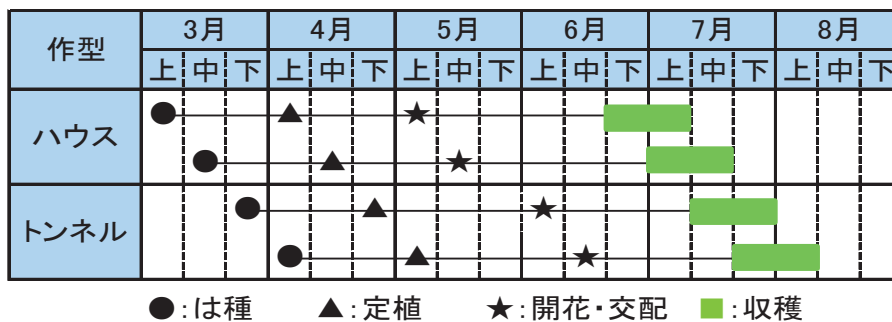 作型 3月 4月 5月 6月 7月 8月
上 中 下 上 中 下 上 中 下 上 中 下 上 中 下 上 中 下
ハウス
トンネル
●:は種 ▲:定植 ★:開花・交配 ■:収穫